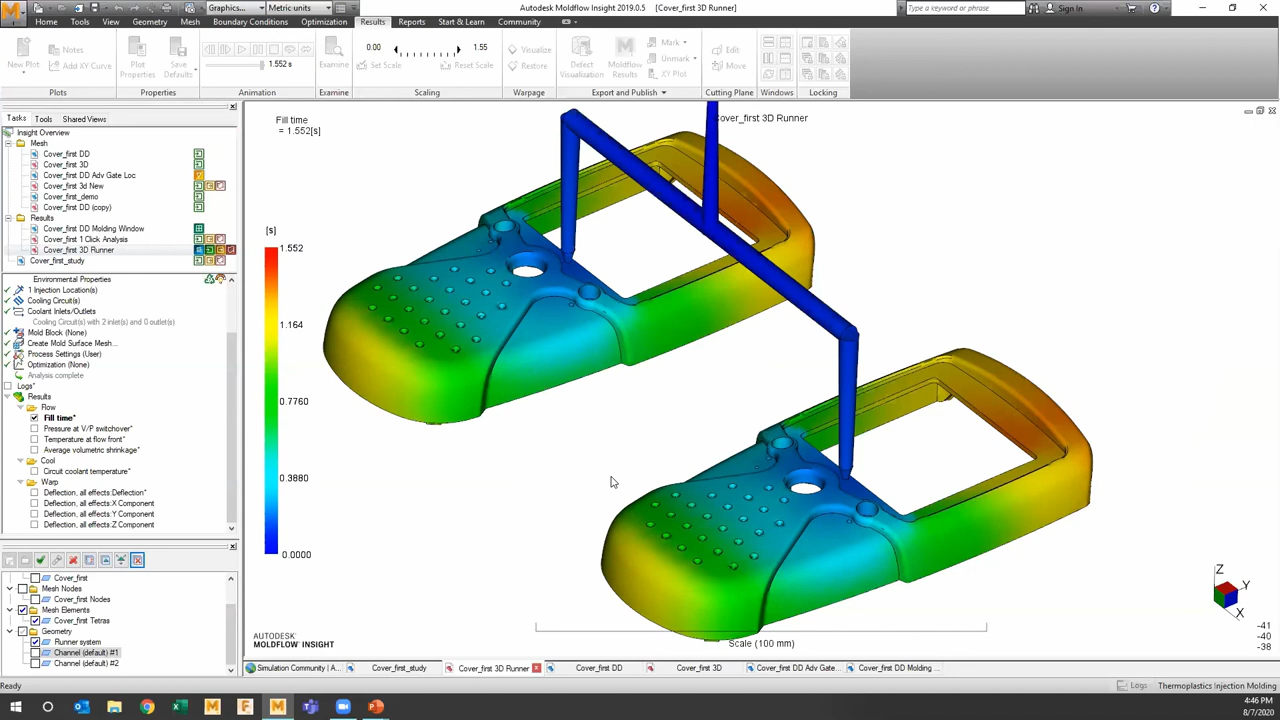 Graphics...
Metric units
Autodesk Moldflow Insight 2019.0.5 [Cover_first 3D Runner]
Type a keyword or phrase
Sign In
Home Tools View Geometry Mesh Boundary Conditions Optimization Results Reports Start & Learn Community
New Plot
Notes
Add XY Curve
Plots
Plot Properties
Save Defaults
Properties
1.552 s
Animation
Examine
Examine
0.00
1.55
Set Scale
Reset Scale
Scaling
Visualize
Restore
Warpage
Detect Visualization
Moldflow Results
Mark
Unmark
XY Plot
Export and Publish
Edit
Move
Cutting Plane
Windows
Locking
Tasks Tools Shared Views
Insight Overview
Mesh
Cover_first DD
Cover_first 3D
Cover_first DD Adv Gate Loc
Cover_first 3d New
Cover_first_demo
Cover_first DD (copy)
Results
Cover_first DD Molding Window
Cover_first 1 Click Analysis
Cover_first 3D Runner
Cover_first_study
Environmental Properties
1 Injection Location(s)
Cooling Circuit(s)
Coolant Inlets/Outlets
Cooling Circuit(s) with 2 inlet(s) and 0 outlet(s)
Mold Block (None)
Create Mold Surface Mesh...
Process Settings (User)
Optimization (None)
Analysis complete
Logs*
Results
Flow
Fill time*
Pressure at V/P switchover*
Temperature at flow front*
Average volumetric shrinkage*
Cool
Circuit coolant temperature*
Warp
Deflection, all effects:Deflection*
Deflection, all effects:X Component
Deflection, all effects:Y Component
Deflection, all effects:Z Component
Cover_first
Mesh Nodes
Cover_first Nodes
Mesh Elements
Cover_first Tetras
Geometry
Runner system
Channel (default) #1
Channel (default) #2
Fill time
= 1.552[s]
Cover_first 3D Runner
[s]
1.552
1.164
0.7760
0.3880
0.0000
AUTODESK
MOLDFLOW INSIGHT
Scale (100 mm)
Z
Y
X
-41
-40
-38
Simulation Community | A... Cover_first_study Cover_first 3D Runner Cover_first DD Cover_first 3D Cover_first DD Adv Gate... Cover_first DD Molding ...
Ready
Logs
Thermoplastics Injection Molding
4:46 PM
8/7/2020